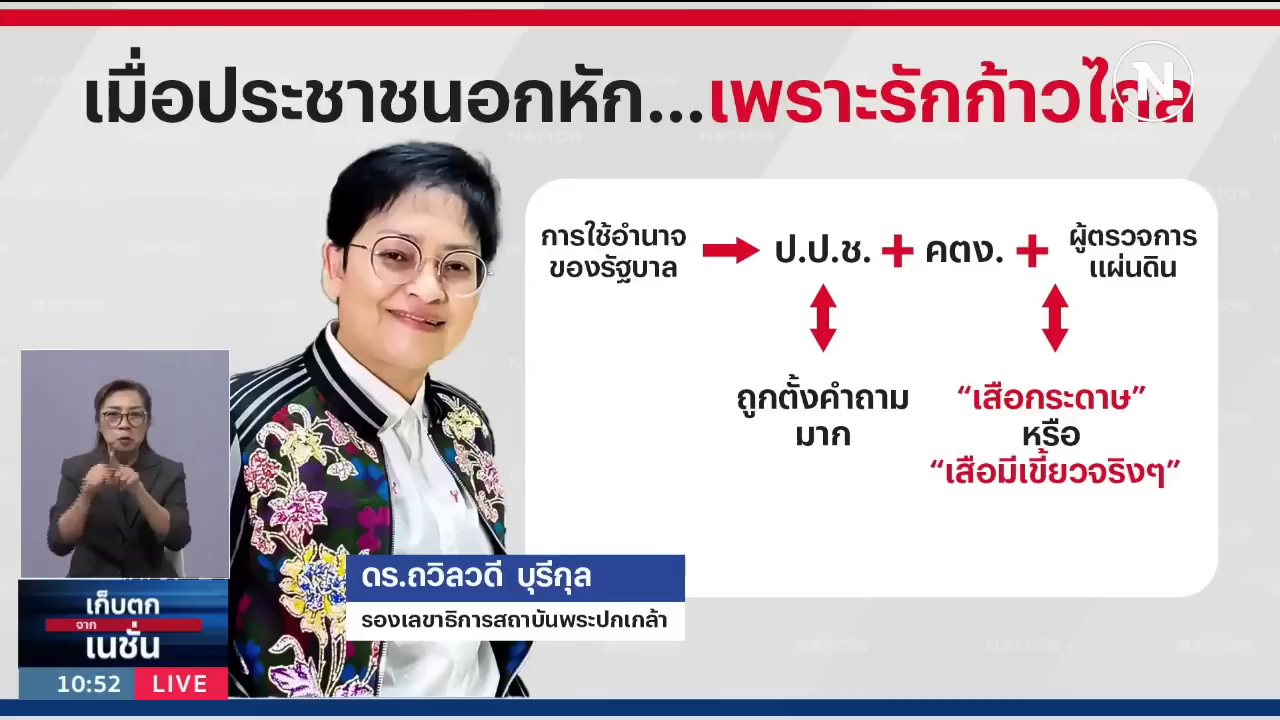 เมื่อประชาชนอกหัก...เพราะรักก้าวไกล
N
การใช้อำนาจ
ของรัฐบาล
ป.ป.ช. + คตง. +
ผู้ตรวจการ
แผ่นดิน
ถูกตั้งคำถาม
มาก
“เสือกระดาษ”
หรือ
“เสือมีเขี้ยวจริงๆ”
ดร.ถวิลวดี บุรีกุล
รองเลขาธิการสถาบันพระปกเกล้า
เก็บตก
จาก
เนชั่น
10:52 LIVE
NATION